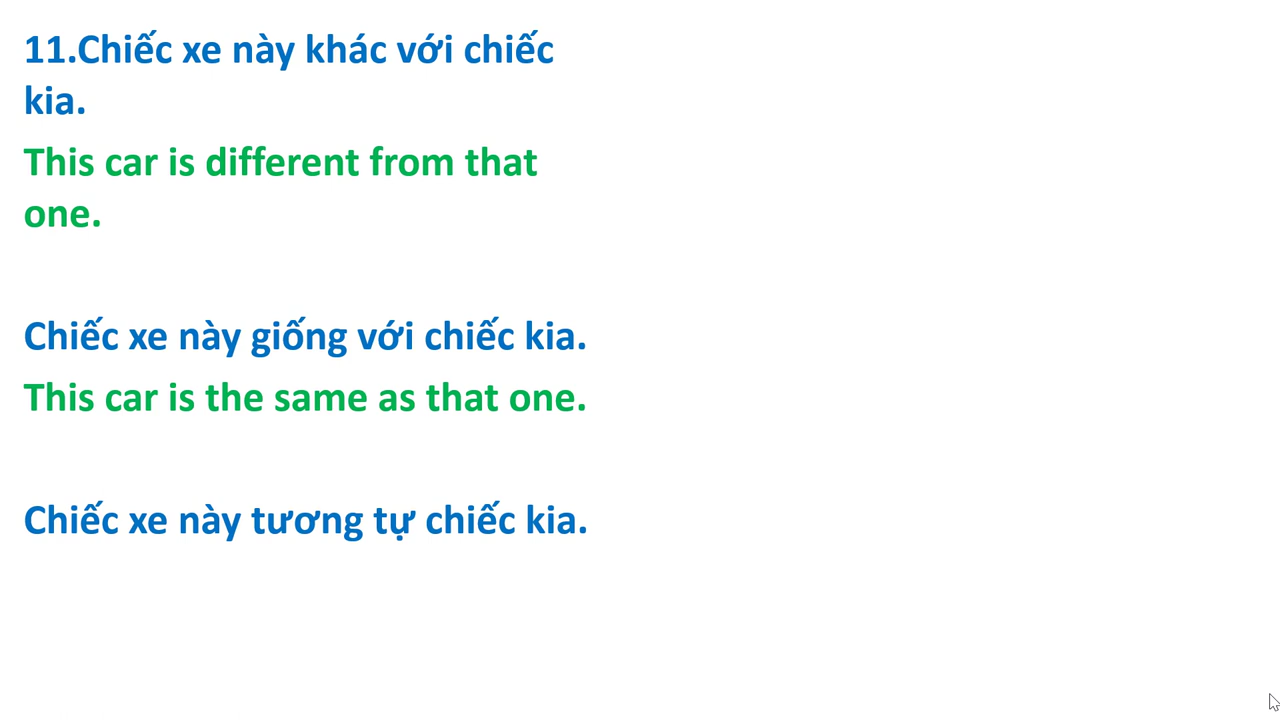 11.Chiếc xe này khác với chiếc
kia.
This car is different from that
one.
Chiếc xe này giống với chiếc kia.
This car is the same as that one.
Chiếc xe này tương tự chiếc kia.